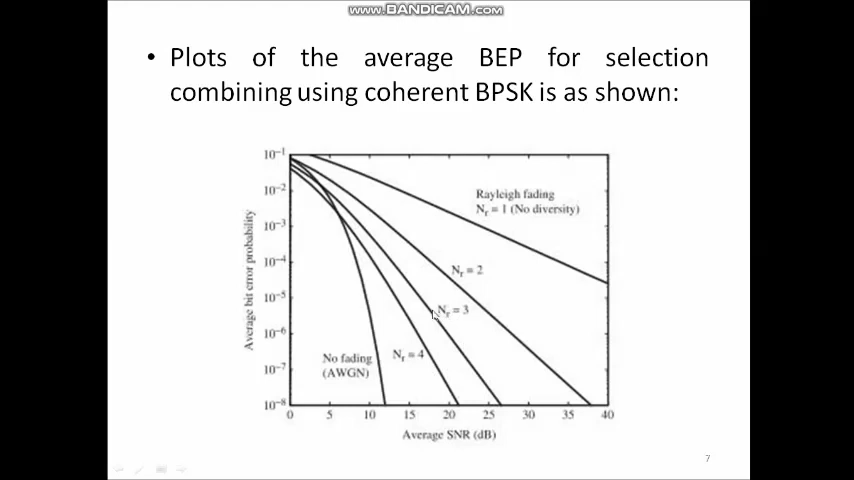 WWW.BANDICAM.COM
• Plots of the average BEP for selection
combining using coherent BPSK is as shown:
10⁻¹
10⁻²
10⁻³
10⁻⁴
10⁻⁵
10⁻⁶
10⁻⁷
10⁻⁸
Average bit error probability
Rayleigh fading
Nᵣ = 1 (No diversity)
Nᵣ = 2
Nᵣ = 3
Nᵣ = 4
No fading
(AWGN)
0 5 10 15 20 25 30 35 40
Average SNR (dB)
7